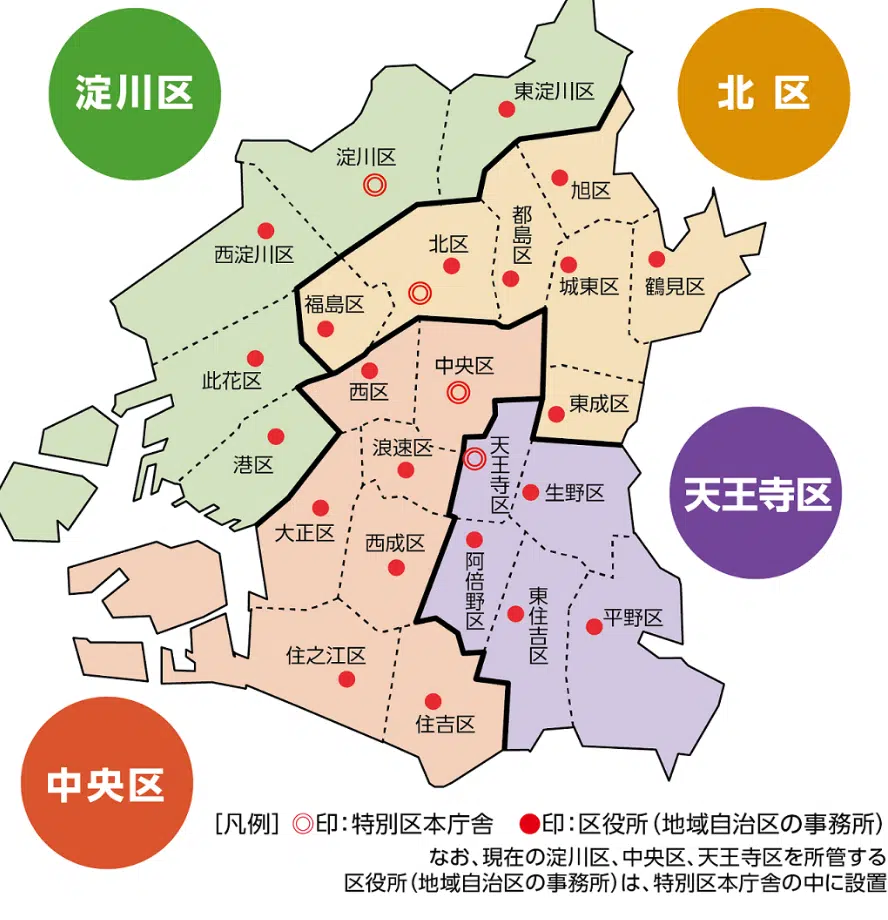 淀川区
北 区
東淀川区
淀川区
旭区
都島区
北区
西淀川区
城東区
鶴見区
福島区
中央区
西区
此花区
東成区
浪速区
港区
天王寺区
生野区
天王寺区
大正区
西成区
阿倍野区
東住吉区
平野区
住之江区
住吉区
中央区
[凡例] ◎印：特別区本庁舎 ●印：区役所（地域自治区の事務所）
なお、現在の淀川区、中央区、天王寺区を所管する
区役所（地域自治区の事務所）は、特別区本庁舎の中に設置